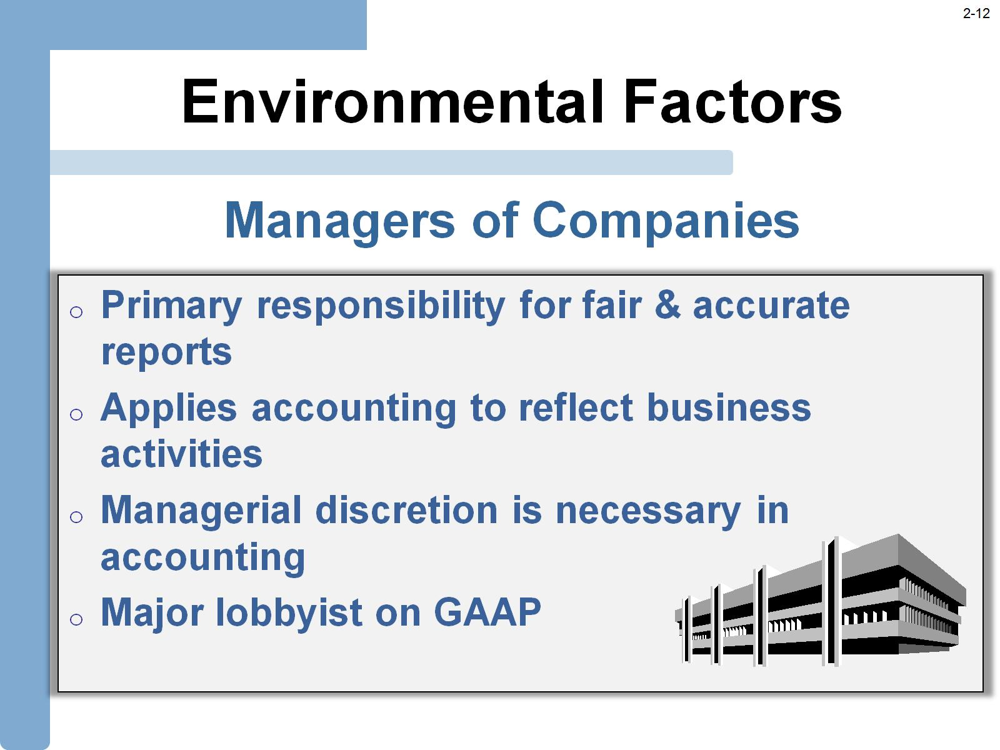 2-12
Environmental Factors
Managers of Companies
○ Primary responsibility for fair & accurate
reports
○ Applies accounting to reflect business
activities
○ Managerial discretion is necessary in
accounting
○ Major lobbyist on GAAP